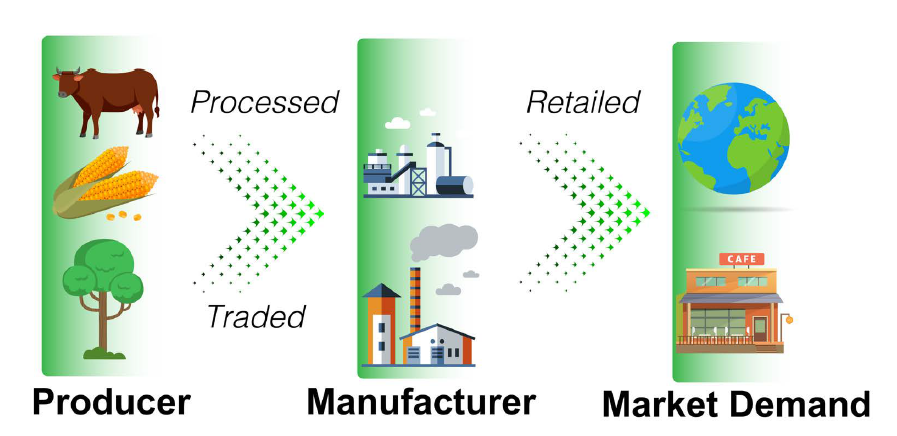 Processed
Traded
Retailed
CAFE
Producer
Manufacturer
Market Demand